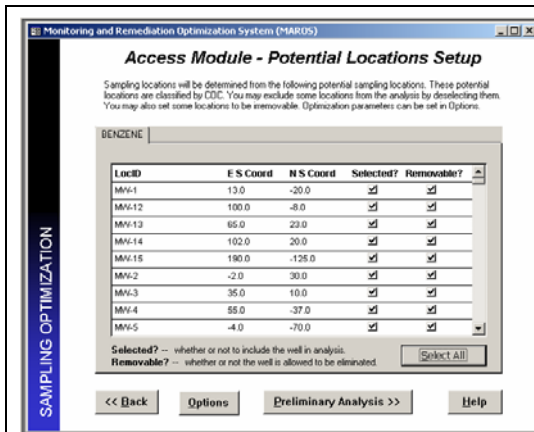 Monitoring and Remediation Optimization System (MAROS)
Access Module - Potential Locations Setup
Sampling locations will be determined from the following potential sampling locations. These potential
locations are classified by COC. You may exclude some locations from the analysis by deselecting them.
You may also set some locations to be irremovable. Optimization parameters can be set in Options.
BENZENE
LocID E S Coord N S Coord Selected? Removable?
MW-1 13.0 -20.0
MW-12 100.0 -8.0
MW-13 65.0 23.0
MW-14 102.0 20.0
MW-15 190.0 -125.0
MW-2 -2.0 30.0
MW-3 35.0 10.0
MW-4 55.0 -37.0
MW-5 -4.0 -70.0
Selected? -- whether or not to include the well in analysis.
Removable? -- whether or not the well is allowed to be eliminated.
Select All
SAMPLING OPTIMIZATION
<< Back Options Preliminary Analysis >> Help